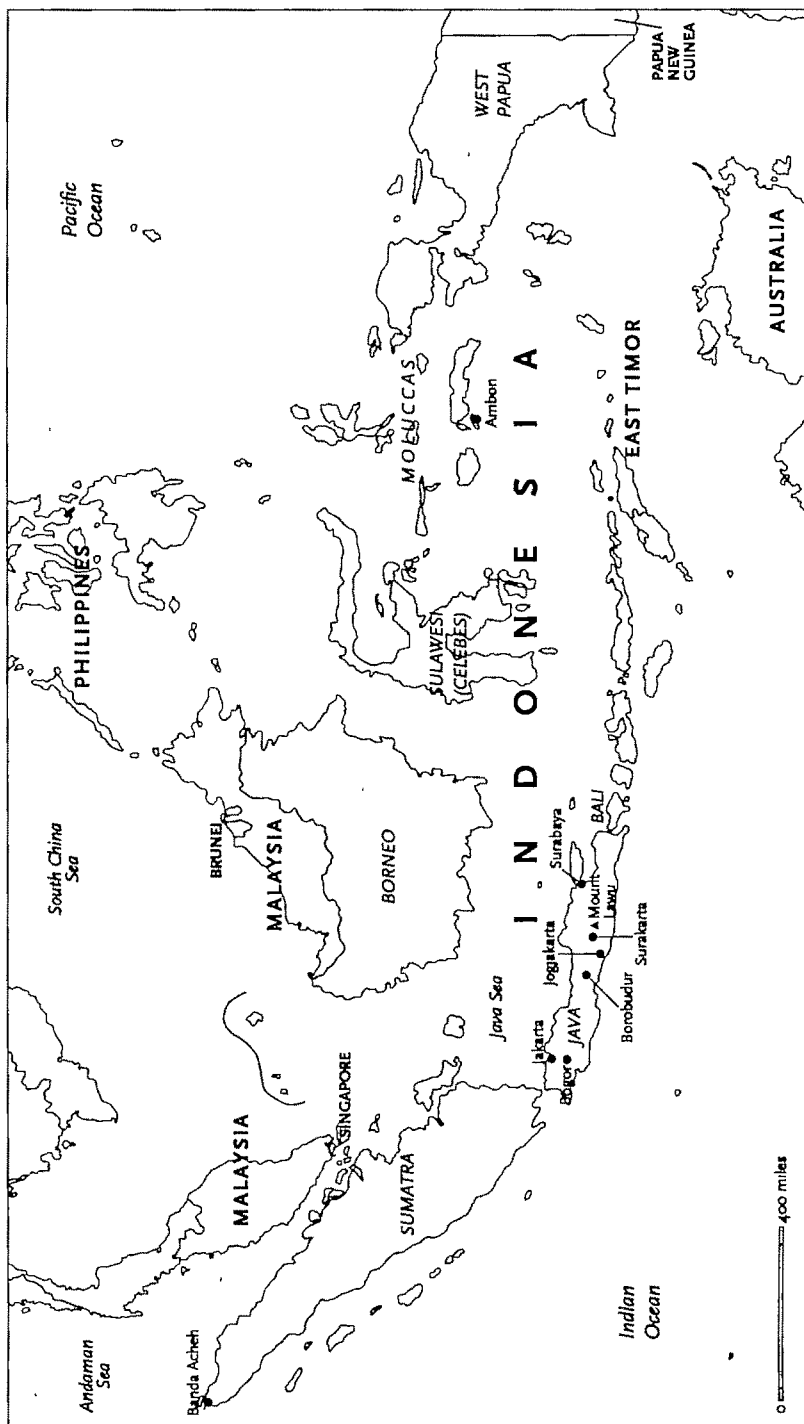 Andaman
Sea
South China
Sea
Pacific
Ocean
PHILIPPINES
Banda Acheh
MALAYSIA
BRUNEI
MALAYSIA
SINGAPORE
BORNEO
SUMATRA
SULAWESI
(CELEBES)
MOLUCCAS
WEST
PAPUA
PAPUA
NEW
GUINEA
Ambon
Java Sea
INDONESIA
Jakarta
Bogor
JAVA
Jogjakarta
Surabaya
Mount
Lawu
BALI
Borobudur
Surakarta
EAST TIMOR
AUSTRALIA
Indian
Ocean
0 400 miles